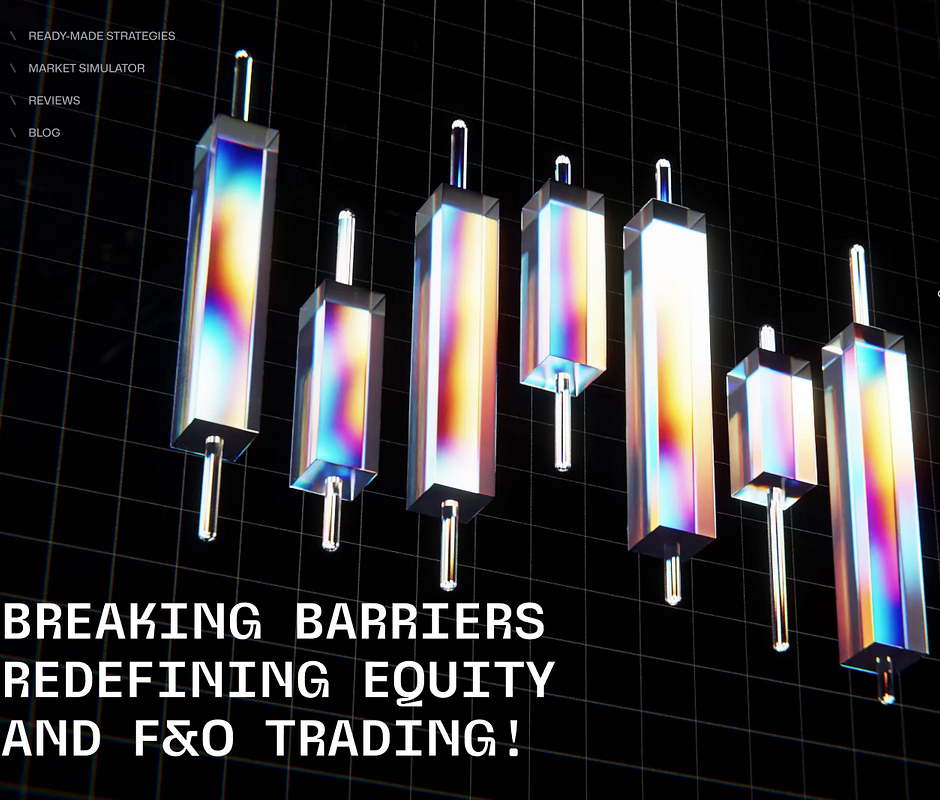 \ READY-MADE STRATEGIES
\ MARKET SIMULATOR
\ REVIEWS
\ BLOG
BREAKING BARRIERS
REDEFINING EQUITY
AND F&O TRADING!